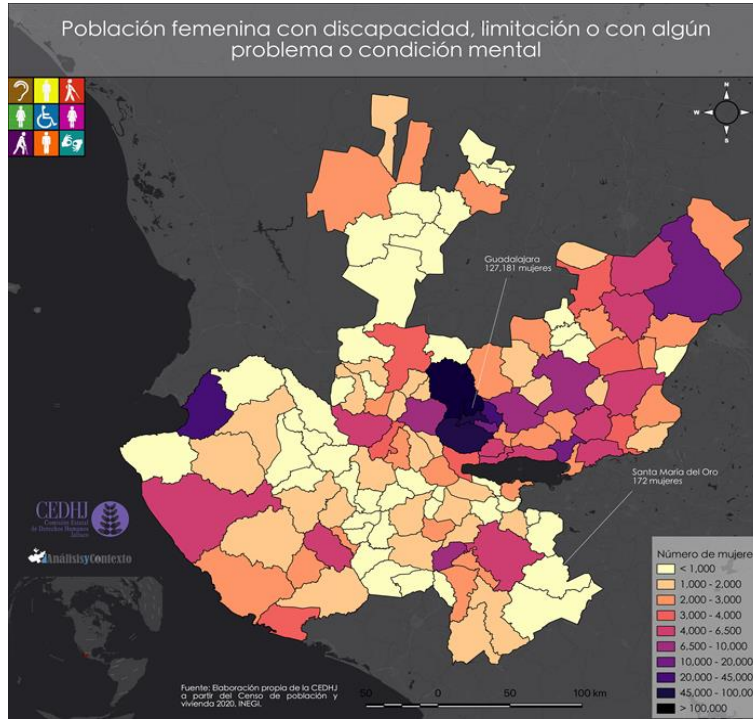 Población femenina con discapacidad, limitación o con algún
problema o condición mental
N
W
E
S
Guadalajara
127,181 mujeres
Santa María del Oro
172 mujeres
CEDHJ
Comisión Estatal
de Derechos Humanos
Jalisco
AnálisisyContexto
Número de mujere
< 1,000
1,000 - 2,000
2,000 - 3,000
3,000 - 4,000
4,000 - 6,500
6,500 - 10,000
10,000 - 20,000
20,000 - 45,000
45,000 - 100,00
> 100,000
Fuente: Elaboración propia de la CEDHJ
a partir del Censo de población y
vivienda 2020, INEGI.
50
0
50
100 km